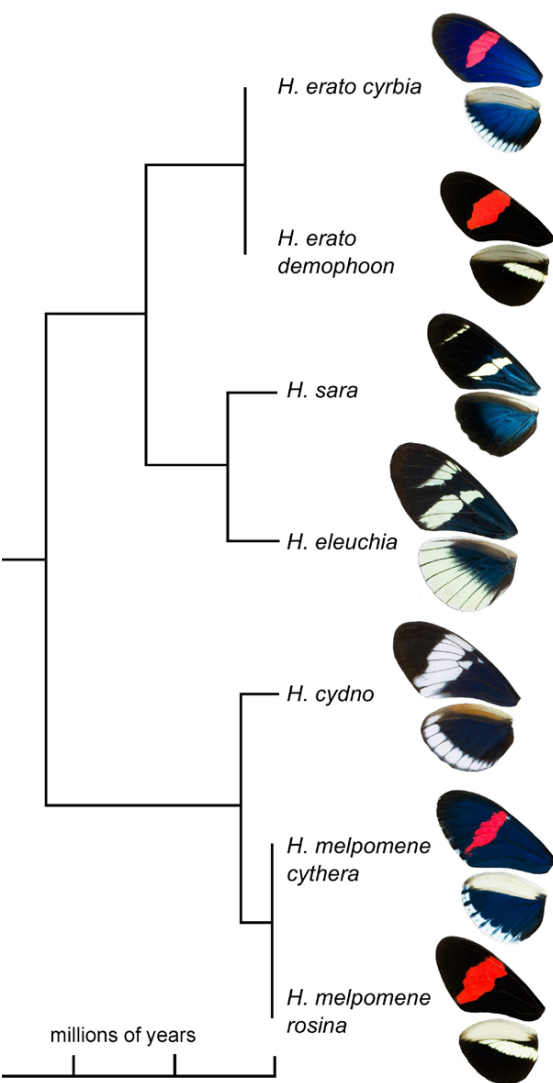 H. erato cyrbia
H. erato
demophoon
H. sara
H. eleuchia
H. cydno
H. melpomene
cythera
H. melpomene
rosina
millions of years